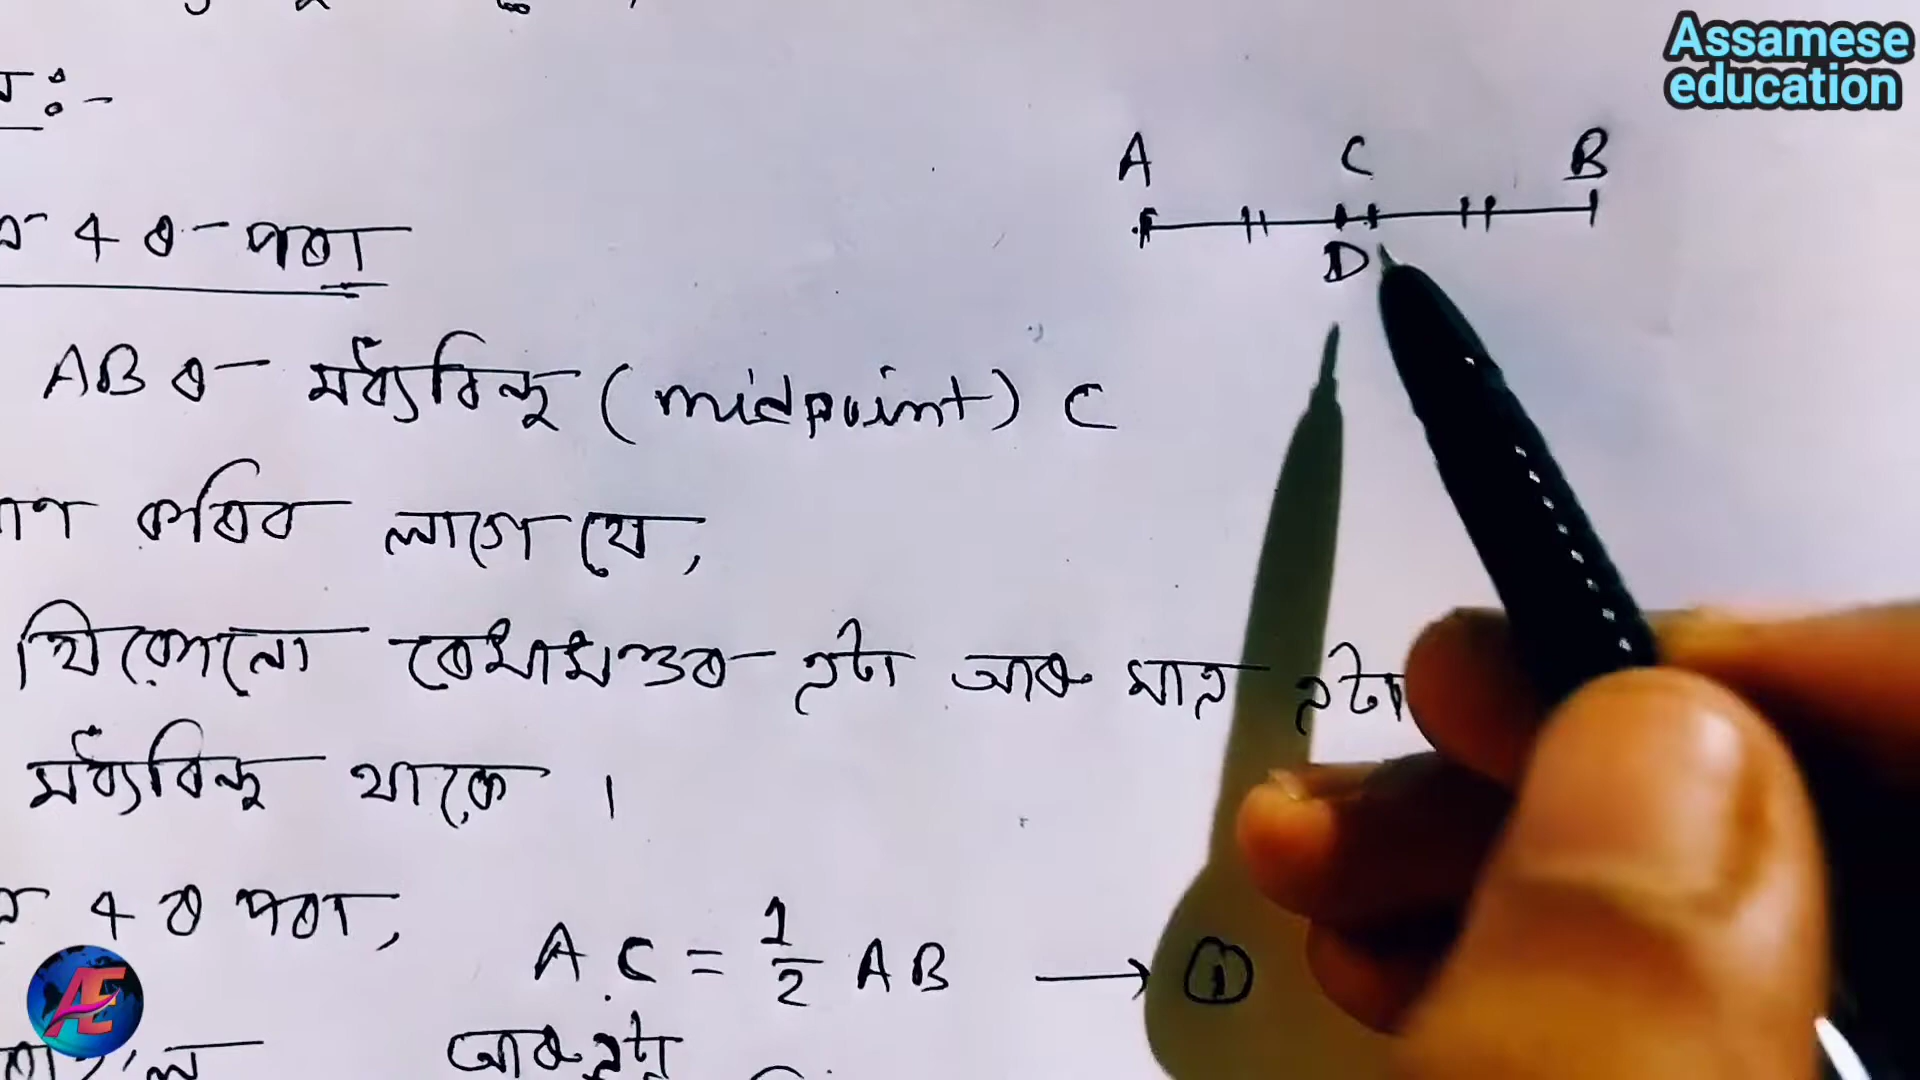 Assamese
education
A C B
D
4 ৰ পৰা
AB ৰ মধ্যবিন্দু (midpoint) C
কৰিব লাগে যে,
যিকোনো ৰেখাখণ্ডৰ এটা আৰু মাত্ৰ এটা
মধ্যবিন্দু থাকে ।
4 ৰ পৰা, AC = 1/2 AB → ①
আৰু এটা
AE